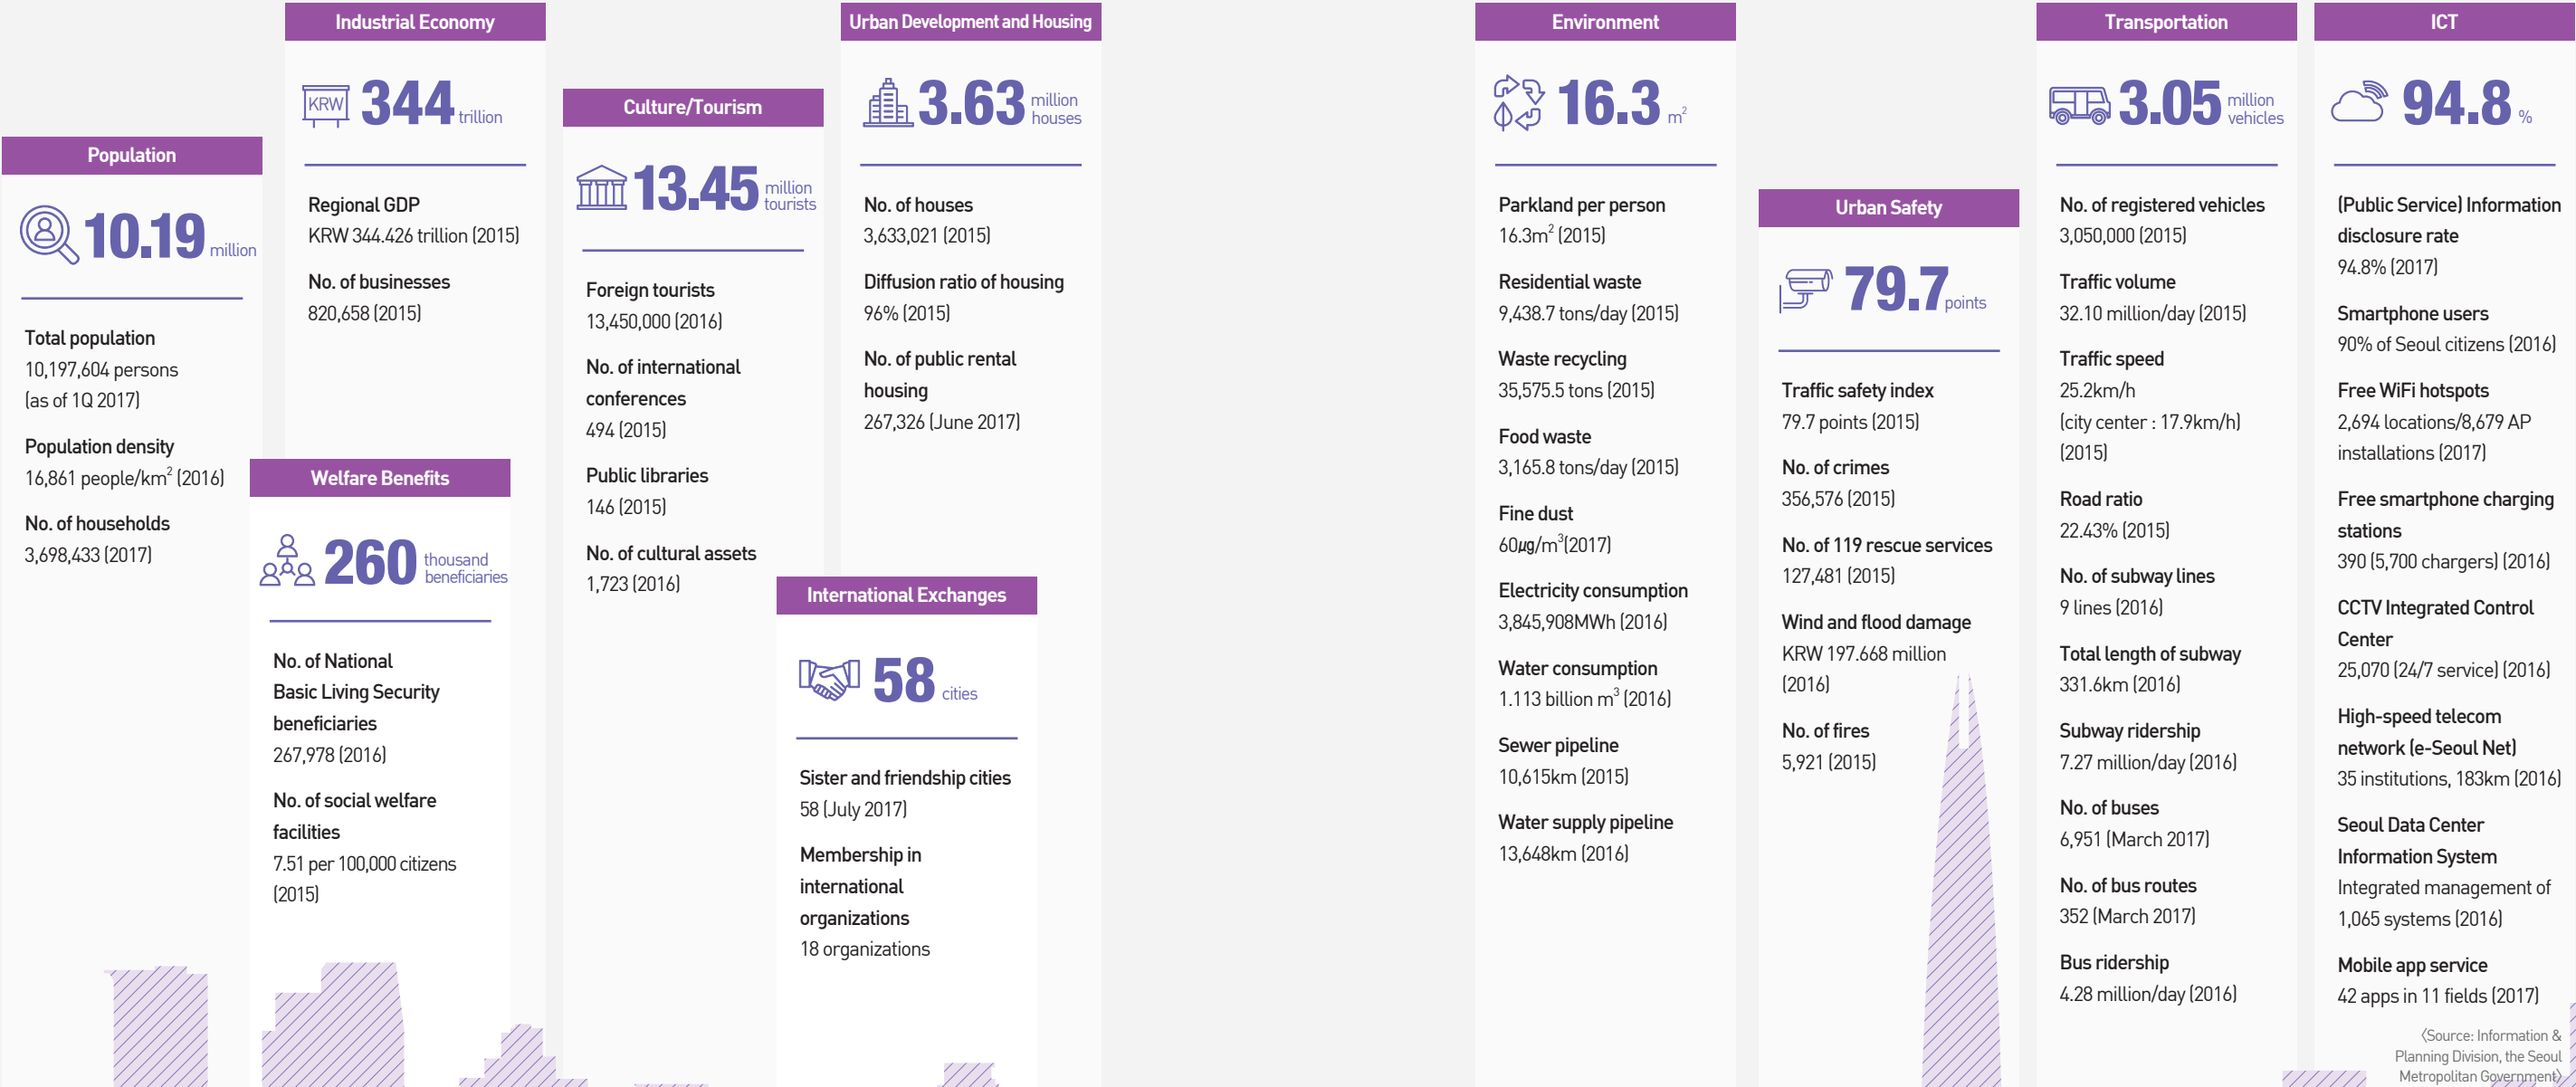 Population
10.19 million
Total population
10,197,604 persons
(as of 1Q 2017)
Population density
16,861 people/km² (2016)
No. of households
3,698,433 (2017)
Industrial Economy
KRW 344 trillion
Regional GDP
KRW 344.426 trillion (2015)
No. of businesses
820,658 (2015)
Welfare Benefits
260 thousand
beneficiaries
No. of National
Basic Living Security
beneficiaries
267,978 (2016)
No. of social welfare
facilities
7.51 per 100,000 citizens
(2015)
Culture/Tourism
13.45 million
tourists
Foreign tourists
13,450,000 (2016)
No. of international
conferences
494 (2015)
Public libraries
146 (2015)
No. of cultural assets
1,723 (2016)
Urban Development and Housing
3.63 million
houses
No. of houses
3,633,021 (2015)
Diffusion ratio of housing
96% (2015)
No. of public rental
housing
267,326 (June 2017)
International Exchanges
58 cities
Sister and friendship cities
58 (July 2017)
Membership in
international
organizations
18 organizations
Environment
16.3 m²
Parkland per person
16.3m² (2015)
Residential waste
9,438.7 tons/day (2015)
Waste recycling
35,575.5 tons (2015)
Food waste
3,165.8 tons/day (2015)
Fine dust
60㎍/m³(2017)
Electricity consumption
3,845,908MWh (2016)
Water consumption
1.113 billion m³ (2016)
Sewer pipeline
10,615km (2015)
Water supply pipeline
13,648km (2016)
Urban Safety
79.7 points
Traffic safety index
79.7 points (2015)
No. of crimes
356,576 (2015)
No. of 119 rescue services
127,481 (2015)
Wind and flood damage
KRW 197.668 million
(2016)
No. of fires
5,921 (2015)
Transportation
3.05 million
vehicles
No. of registered vehicles
3,050,000 (2015)
Traffic volume
32.10 million/day (2015)
Traffic speed
25.2km/h
(city center : 17.9km/h)
(2015)
Road ratio
22.43% (2015)
No. of subway lines
9 lines (2016)
Total length of subway
331.6km (2016)
Subway ridership
7.27 million/day (2016)
No. of buses
6,951 (March 2017)
No. of bus routes
352 (March 2017)
Bus ridership
4.28 million/day (2016)
ICT
94.8 %
(Public Service) Information
disclosure rate
94.8% (2017)
Smartphone users
90% of Seoul citizens (2016)
Free WiFi hotspots
2,694 locations/8,679 AP
installations (2017)
Free smartphone charging
stations
390 (5,700 chargers) (2016)
CCTV Integrated Control
Center
25,070 (24/7 service) (2016)
High-speed telecom
network (e-Seoul Net)
35 institutions, 183km (2016)
Seoul Data Center
Information System
Integrated management of
1,065 systems (2016)
Mobile app service
42 apps in 11 fields (2017)
〈Source: Information &
Planning Division, the Seoul
Metropolitan Government〉